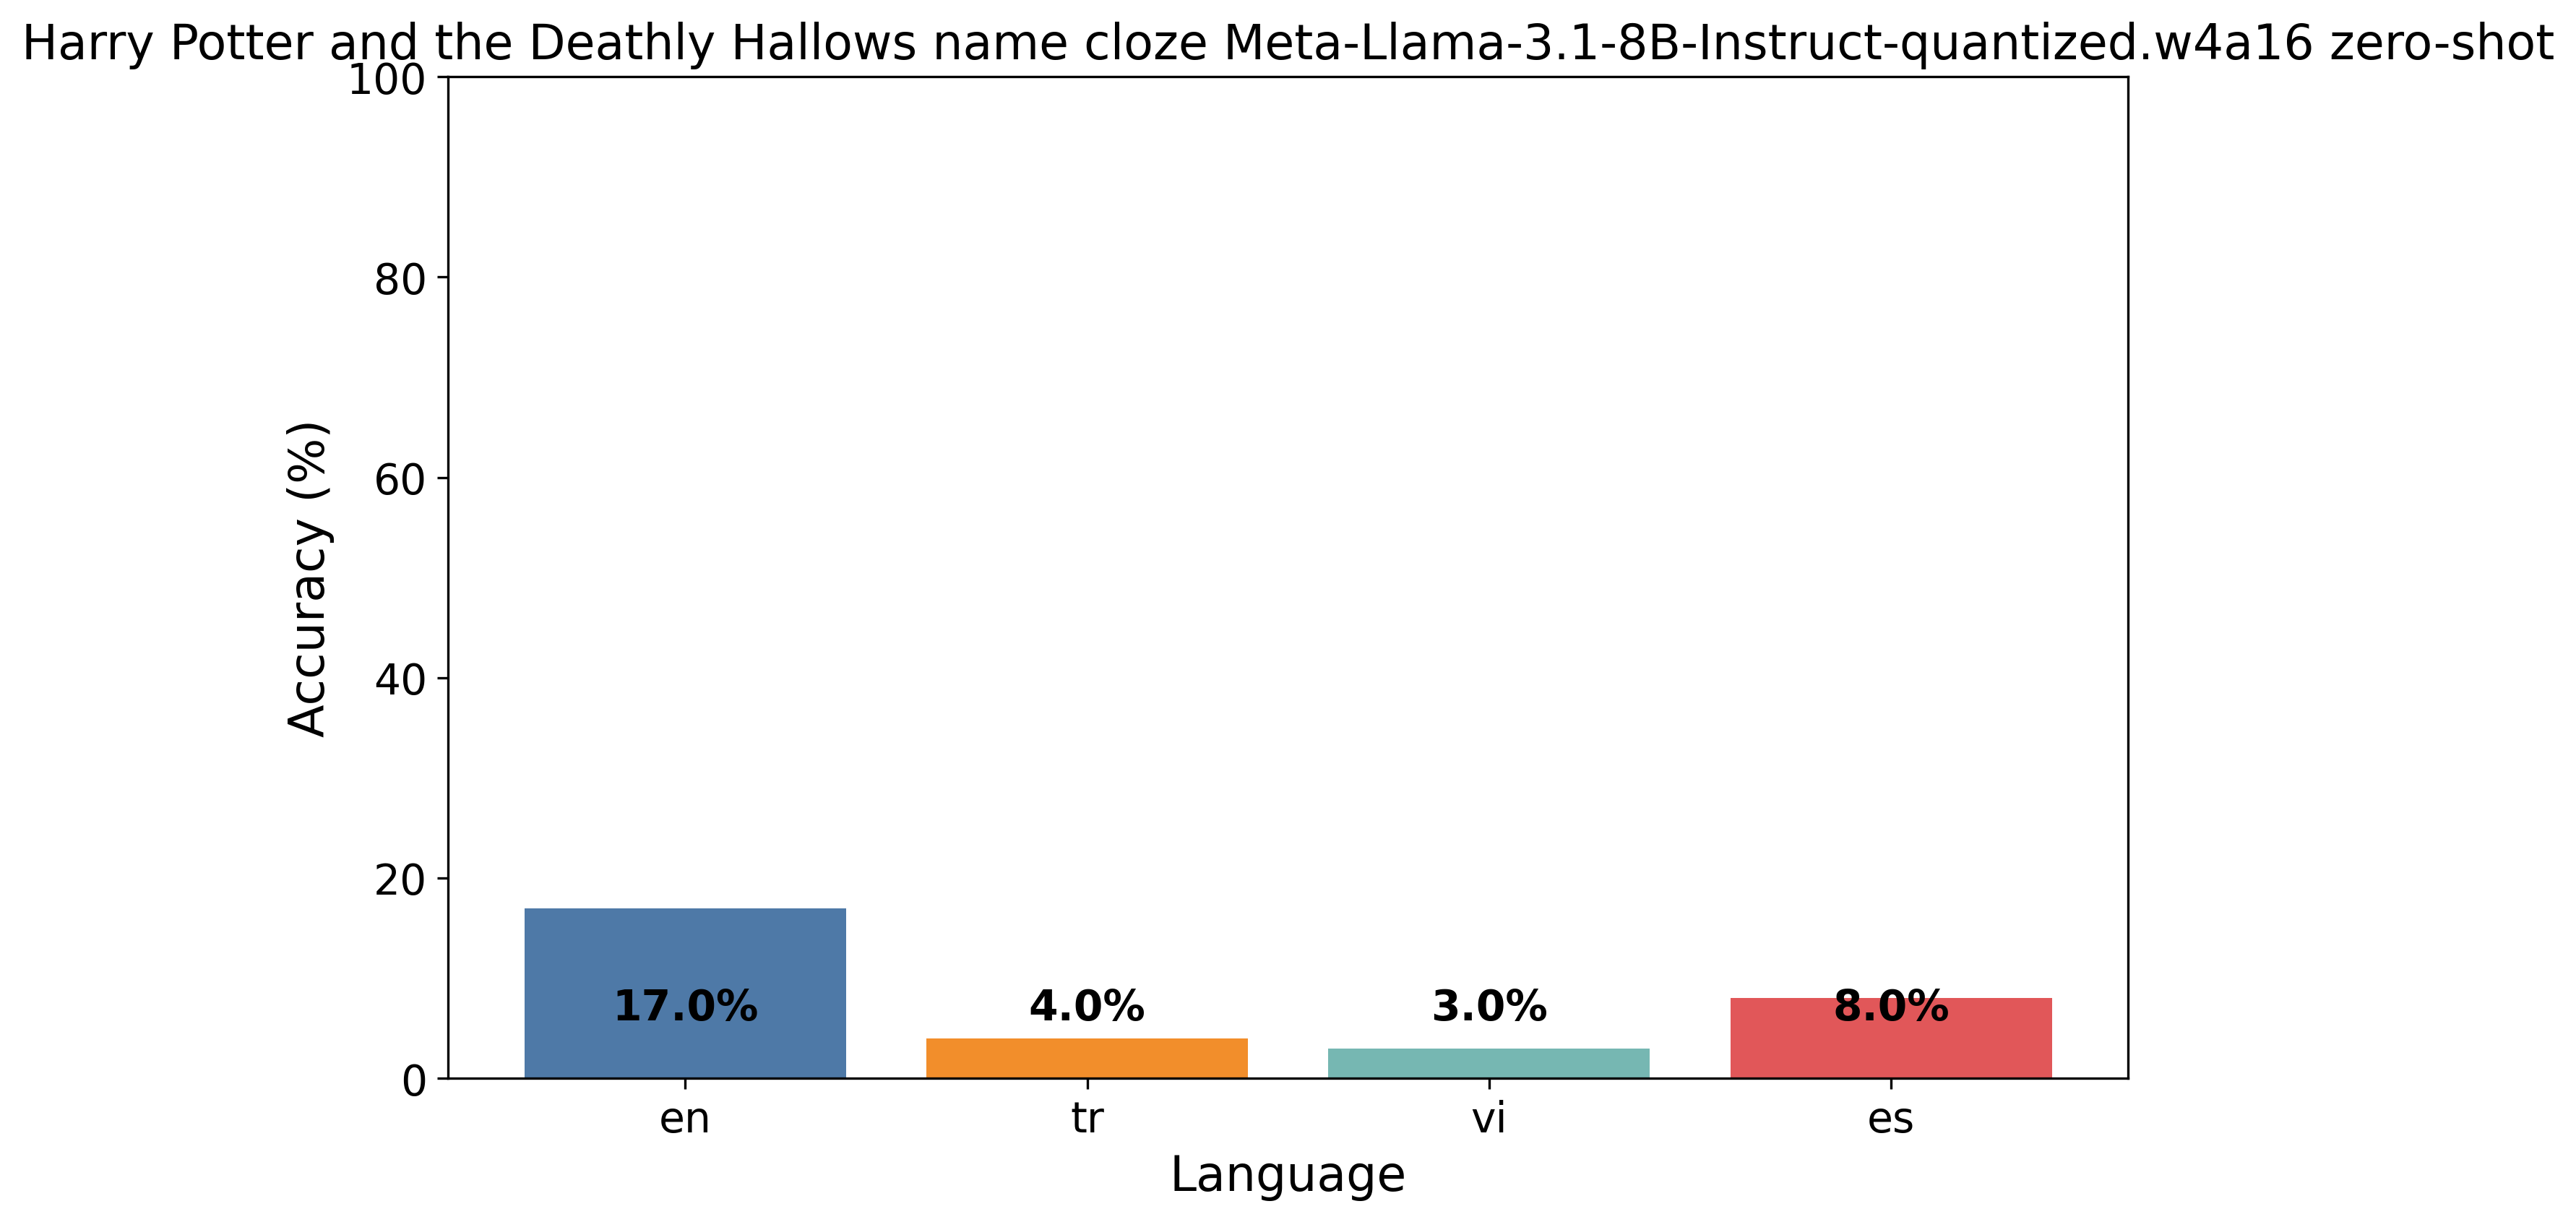 Harry Potter and the Deathly Hallows name cloze Meta-Llama-3.1-8B-Instruct-quantized.w4a16 zero-shot
100
80
60
40
20
0
Accuracy (%)
17.0%
4.0%
3.0%
8.0%
en
tr
vi
es
Language